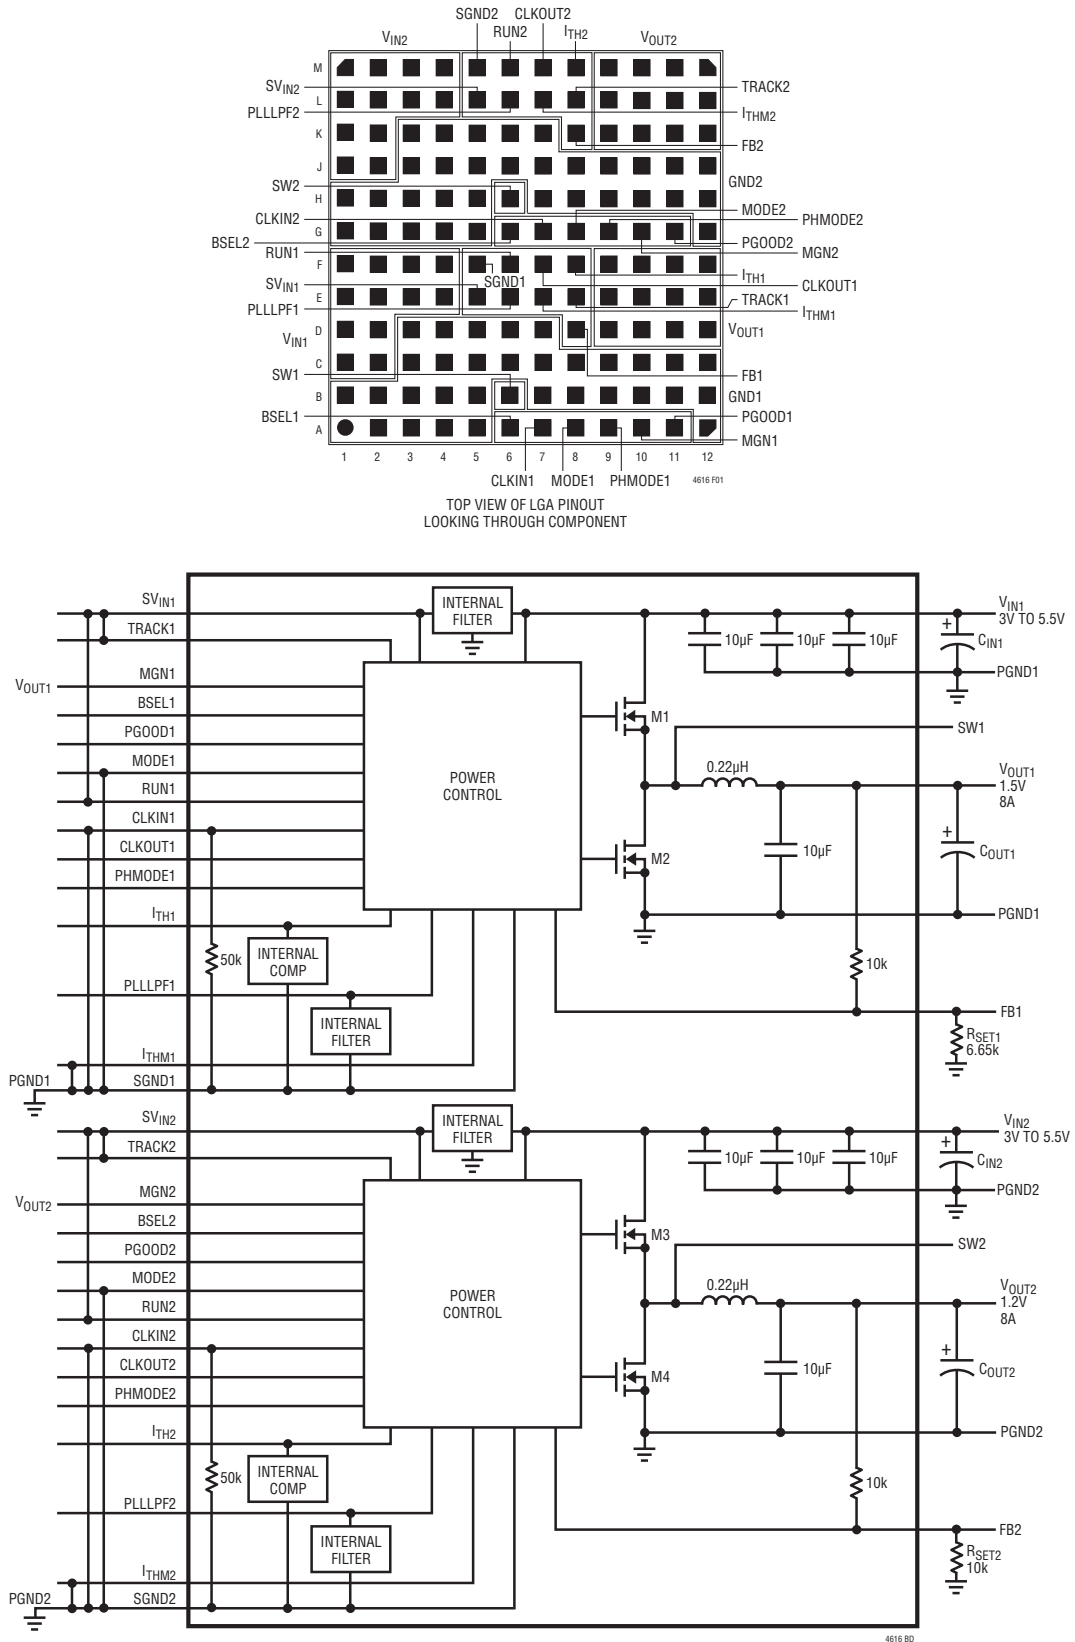 SGND2 CLKOUT2
RUN2 ITH2
VIN2 VOUT2
M
SVIN2 TRACK2
L
PLLLPF2 ITHM2
K
FB2
J
GND2
SW2
H
MODE2
CLKIN2 PHMODE2
G
BSEL2 PGOOD2
RUN1 MGN2
F
ITH1
SGND1
SVIN1 CLKOUT1
E
TRACK1
PLLLPF1 ITHM1
D
VIN1 VOUT1
C
SW1 FB1
B
GND1
BSEL1 PGOOD1
A
MGN1
1 2 3 4 5 6 7 8 9 10 11 12
CLKIN1 MODE1 PHMODE1 4616 F01
TOP VIEW OF LGA PINOUT
LOOKING THROUGH COMPONENT
SVIN1
TRACK1
MGN1
VOUT1
BSEL1
PGOOD1
MODE1
RUN1
CLKIN1
CLKOUT1
PHMODE1
ITH1
PLLLPF1
ITHM1
PGND1
SGND1
INTERNAL
FILTER
POWER
CONTROL
50k
INTERNAL
COMP
INTERNAL
FILTER
M1
M2
10µF
10µF
10µF
0.22µH
10µF
10k
VIN1
3V TO 5.5V
+
CIN1
PGND1
SW1
VOUT1
1.5V
8A
+
COUT1
PGND1
FB1
RSET1
6.65k
SVIN2
TRACK2
MGN2
VOUT2
BSEL2
PGOOD2
MODE2
RUN2
CLKIN2
CLKOUT2
PHMODE2
ITH2
PLLLPF2
ITHM2
PGND2
SGND2
INTERNAL
FILTER
POWER
CONTROL
50k
INTERNAL
COMP
INTERNAL
FILTER
M3
M4
10µF
10µF
10µF
0.22µH
10µF
10k
VIN2
3V TO 5.5V
+
CIN2
PGND2
SW2
VOUT2
1.2V
8A
+
COUT2
PGND2
FB2
RSET2
10k
4616 BD